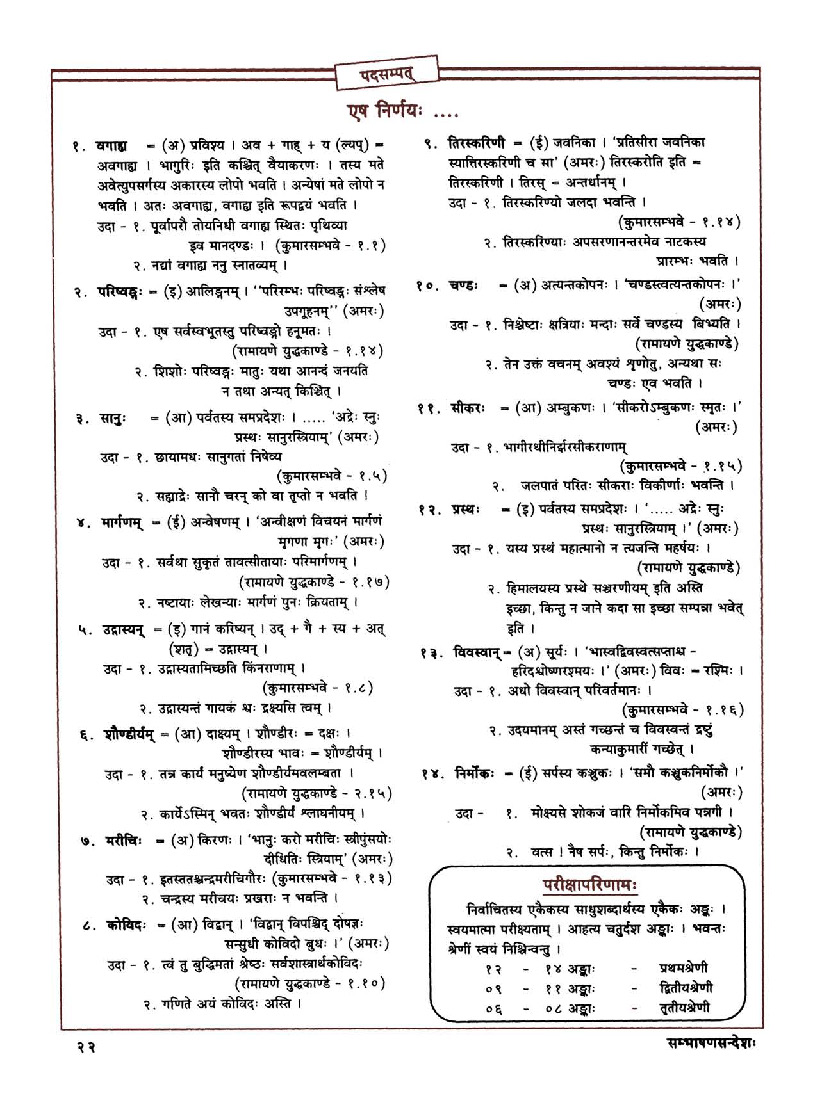 पदसम्पत्
एष निर्णयः ....
१. वगाह्य = (अ) प्रविश्य । अव + गाह् + य (ल्यप्) =
अवगाह्य । भागुरिः इति कश्चित् वैयाकरणः । तस्य मते
अवेत्युपसर्गस्य अकारस्य लोपो भवति । अन्येषां मते लोपो न
भवति । अतः अवगाह्य, वगाह्य इति रूपद्वयं भवति ।
उदा - १. पूर्वापरौ तोयनिधी वगाह्य स्थितः पृथिव्या
इव मानदण्डः । (कुमारसम्भवे - १.१)
२. नद्यां वगाह्य ननु स्नातव्यम् ।
२. परिष्वङ्गः = (इ) आलिङ्गनम् । "परिरम्भः परिष्वङ्गः संश्लेष
उपगूहनम्" (अमरः)
उदा - १. एष सर्वस्वभूतस्तु परिष्वङ्गो हनूमतः ।
(रामायणे युद्धकाण्डे - १.१४)
२. शिशोः परिष्वङ्गः मातुः यथा आनन्दं जनयति
न तथा अन्यत् किञ्चित् ।
३. सानुः = (आ) पर्वतस्य समप्रदेशः । ..... 'अद्रेः स्नुः
प्रस्थः सानुरस्त्रियाम्' (अमरः)
उदा - १. छायामधः सानुगतां निषेव्य
(कुमारसम्भवे - १.५)
२. सह्याद्रेः सानौ चरन् को वा तृप्तो न भवति !
४. मार्गणम् = (ई) अन्वेषणम् । 'अन्वीक्षणं विचयनं मार्गणं
मृगणा मृगः' (अमरः)
उदा - १. सर्वथा सुकृतं तावत्सीतायाः परिमार्गणम् ।
(रामायणे युद्धकाण्डे - १.१७)
२. नष्टायाः लेखन्याः मार्गणं पुनः क्रियताम् ।
५. उद्गास्यन् = (इ) गानं करिष्यन् । उद् + गै + स्य + अत्
(शतृ) = उद्गास्यन् ।
उदा - १. उद्गास्यतामिच्छति किंनराणाम् ।
(कुमारसम्भवे - १.८)
२. उद्गास्यन्तं गायकं श्वः द्रक्ष्यसि त्वम् ।
६. शौण्डीर्यम् = (आ) दाक्ष्यम् । शौण्डीरः = दक्षः ।
शौण्डीरस्य भावः = शौण्डीर्यम् ।
उदा - १. तत्र कार्यं मनुष्येण शौण्डीर्यमवलम्बता ।
(रामायणे युद्धकाण्डे - २.१५)
२. कार्येऽस्मिन् भवतः शौण्डीर्यं श्लाघनीयम् ।
७. मरीचिः = (अ) किरणः । 'भानुः करो मरीचिः स्त्रीपुंसयोः
दीधितिः स्त्रियाम्' (अमरः)
उदा - १. इतस्ततश्चन्द्रमरीचिगौरः (कुमारसम्भवे - १.१३)
२. चन्द्रस्य मरीचयः प्रखराः न भवन्ति ।
८. कोविदः = (आ) विद्वान् । 'विद्वान् विपश्चिद् दोषज्ञः
सन्सुधी कोविदो बुधः ।' (अमरः)
उदा - १. त्वं तु बुद्धिमतां श्रेष्ठः सर्वशास्त्रार्थकोविदः
(रामायणे युद्धकाण्डे - १.१०)
२. गणिते अयं कोविदः अस्ति ।
९. तिरस्करिणी = (ई) जवनिका । 'प्रतिसीरा जवनिका
स्यात्तिरस्करिणी च सा' (अमरः) तिरस्करोति इति =
तिरस्करिणी । तिरस् - अन्तर्धानम् ।
उदा - १. तिरस्करिण्यो जलदा भवन्ति ।
(कुमारसम्भवे - १.१४)
२. तिरस्करिण्याः अपसरणानन्तरमेव नाटकस्य
प्रारम्भः भवति ।
१०. चण्डः = (अ) अत्यन्तकोपनः । 'चण्डस्त्वत्यन्तकोपनः ।'
(अमरः)
उदा - १. निश्चेष्टाः क्षत्रियाः मन्दाः सर्वे चण्डस्य बिभ्यति ।
(रामायणे युद्धकाण्डे)
२. तेन उक्तं वचनम् अवश्यं शृणोतु, अन्यथा सः
चण्डः एव भवति ।
११. सीकरः = (आ) अम्बुकणः । 'सीकरोऽम्बुकणः स्मृतः ।'
(अमरः)
उदा - १. भागीरथीनिर्झरसीकराणाम्
(कुमारसम्भवे - १.१५)
२. जलपातं परितः सीकराः विकीर्णाः भवन्ति ।
१२. प्रस्थः = (इ) पर्वतस्य समप्रदेशः । '..... अद्रेः स्नुः
प्रस्थः सानुरस्त्रियाम् ।' (अमरः)
उदा - १. यस्य प्रस्थं महात्मानो न त्यजन्ति महर्षयः ।
(रामायणे युद्धकाण्डे)
२. हिमालयस्य प्रस्थे सञ्चरणीयम् इति अस्ति
इच्छा, किन्तु न जाने कदा सा इच्छा सम्पन्ना भवेत्
इति ।
१३. विवस्वान् = (अ) सूर्यः । 'भास्वद्विवस्वत्सप्ताश्व -
हरिदश्वोष्णरश्मयः ।' (अमरः) विवः = रश्मिः ।
उदा - १. अधो विवस्वान् परिवर्तमानः ।
(कुमारसम्भवे - १.१६)
२. उदयमानम् अस्तं गच्छन्तं च विवस्वन्तं द्रष्टुं
कन्याकुमारीं गच्छेत् ।
१४. निर्मोकः = (ई) सर्पस्य कञ्चुकः । 'समौ कञ्चुकनिर्मोकौ ।'
(अमरः)
उदा - १. मोक्ष्यसे शोकजं वारि निर्मोकमिव पन्नगी ।
(रामायणे युद्धकाण्डे)
२. वत्स ! नैष सर्पः, किन्तु निर्मोकः ।
परीक्षापरिणामः
निर्वाचितस्य एकैकस्य साधुशब्दार्थस्य एकैकः अङ्कः ।
स्वयमात्मा परीक्ष्यताम् । आहत्य चतुर्दश अङ्काः । भवन्तः
श्रेणीं स्वयं निश्चिन्वन्तु ।
१२ - १४ अङ्काः - प्रथमश्रेणी
०९ - ११ अङ्काः - द्वितीयश्रेणी
०६ - ०८ अङ्काः - तृतीयश्रेणी
२२
सम्भाषणसन्देशः